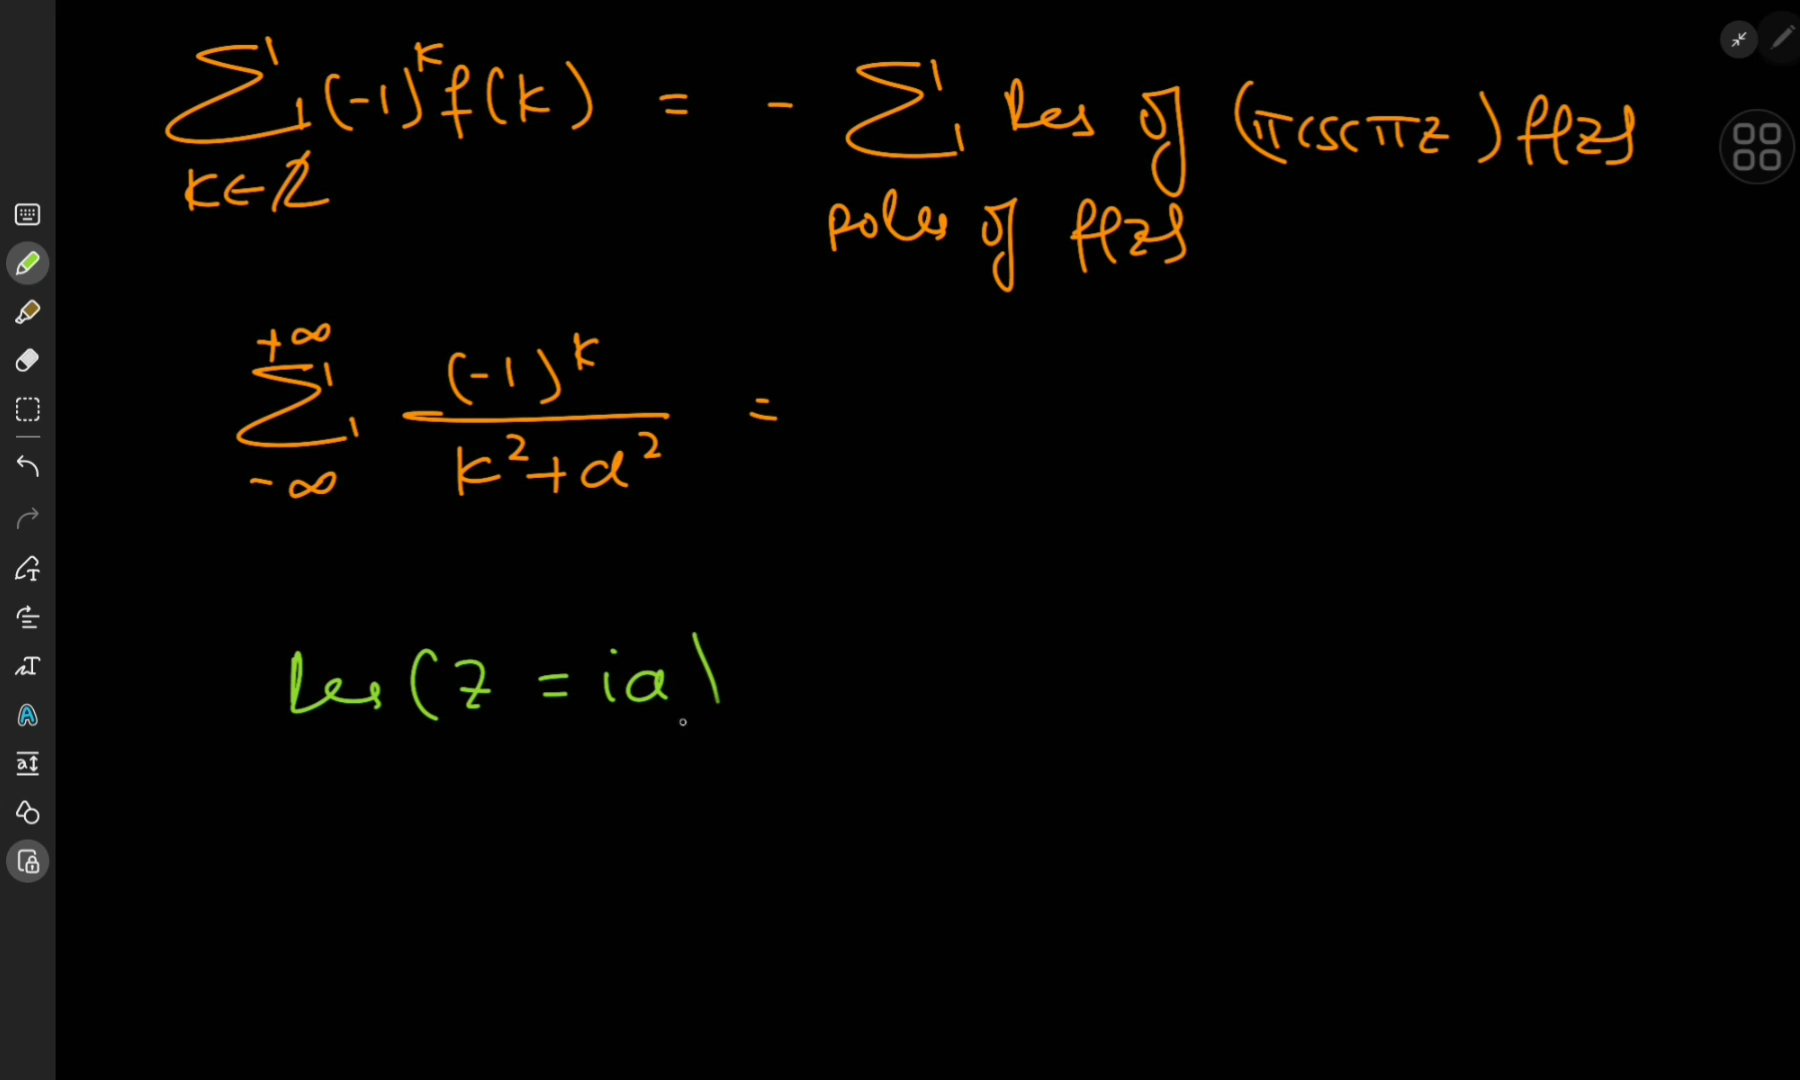 ∑ (-1)^k f(k) = - ∑ Res of (π csc πz) f(z)
k∈ℤ poles of f(z)
+∞
∑ (-1)^k / (k² + a²) =
-∞
Res (z = ia)